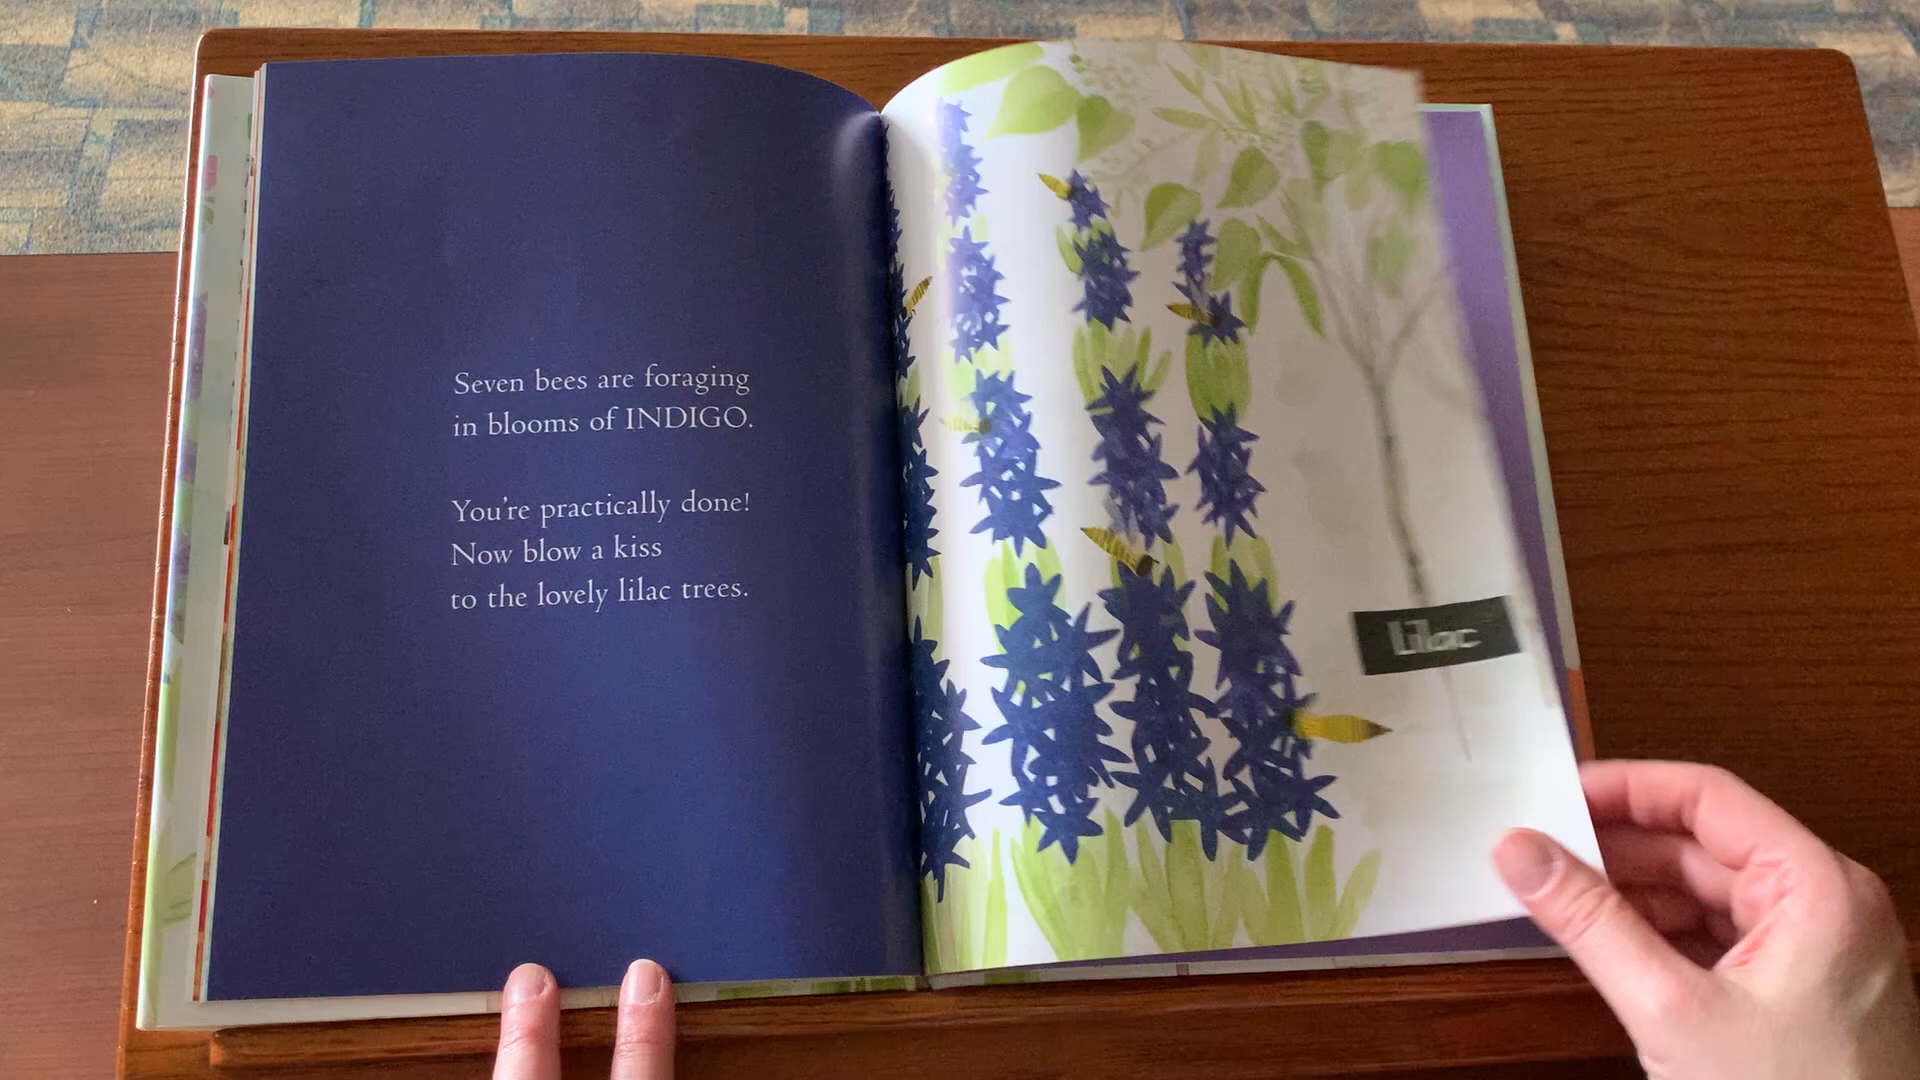 Seven bees are foraging
in blooms of INDIGO.
You're practically done!
Now blow a kiss
to the lovely lilac trees.
Lilac